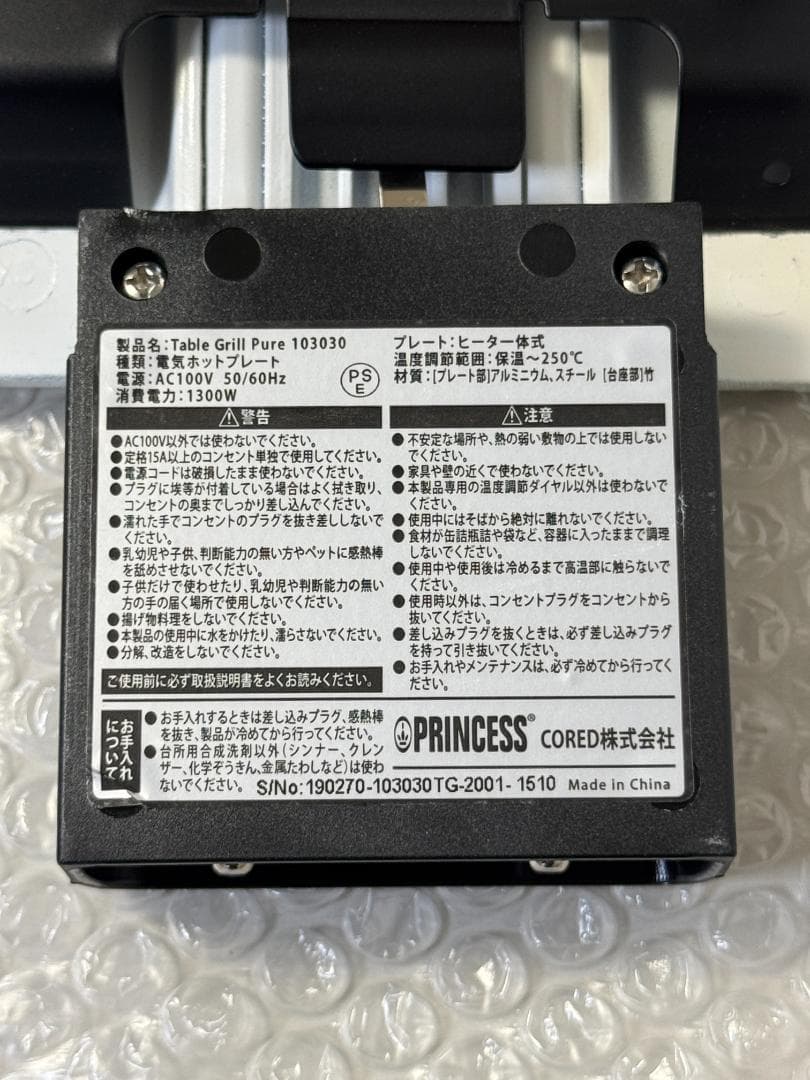 製品名:Table Grill Pure 103030
種類:電気ホットプレート
電源:AC100V 50/60Hz
消費電力:1300W
PS
E
プレート:ヒーター一体式
温度調節範囲:保温～250℃
材質:[プレート部]アルミニウム、スチール [台座部]竹
⚠警告
●AC100V以外では使わないでください。
●定格15A以上のコンセント単独で使用してください。
●電源コードは破損したまま使わないでください。
●プラグに埃等が付着している場合はよく拭き取り、
コンセントの奥までしっかり差し込んでください。
●濡れた手でコンセントのプラグを抜き差ししないで
ください。
●乳幼児や子供、判断能力の無い方やペットに感熱棒
を舐めさせないでください。
●子供だけで使わせたり、乳幼児や判断能力の無い
方の手の届く場所で使用しないでください。
●揚げ物料理をしないでください。
●本製品の使用中に水をかけたり、濡らさないでください。
●分解、改造をしないでください。
ご使用前に必ず取扱説明書をよくお読みください。
⚠注意
●不安定な場所や、熱の弱い敷物の上では使用しない
でください。
●家具や壁の近くで使わないでください。
●本製品専用の温度調節ダイヤル以外は使わないで
ください。
●使用中にはそばから絶対に離れないでください。
●食材が缶詰瓶詰や袋など、容器に入ったままで調理
しないでください。
●使用中や使用後は冷めるまで高温部に触らないで
ください。
●使用時以外は、コンセントプラグをコンセントから
抜いてください。
●差し込みプラグを抜くときは、必ず差し込みプラグ
を持って引き抜いてください。
●お手入れやメンテナンスは、必ず冷めてから行ってく
ださい。
お手入れ
について
●お手入れするときは差し込みプラグ、感熱棒
を抜き、製品が冷めてから行ってください。
●台所用合成洗剤以外(シンナー、クレン
ザー、化学ぞうきん、金属たわしなど)は使わ
ないでください。
PRINCESS® CORED株式会社
S/No: 190270-103030TG-2001- 1510 Made in China